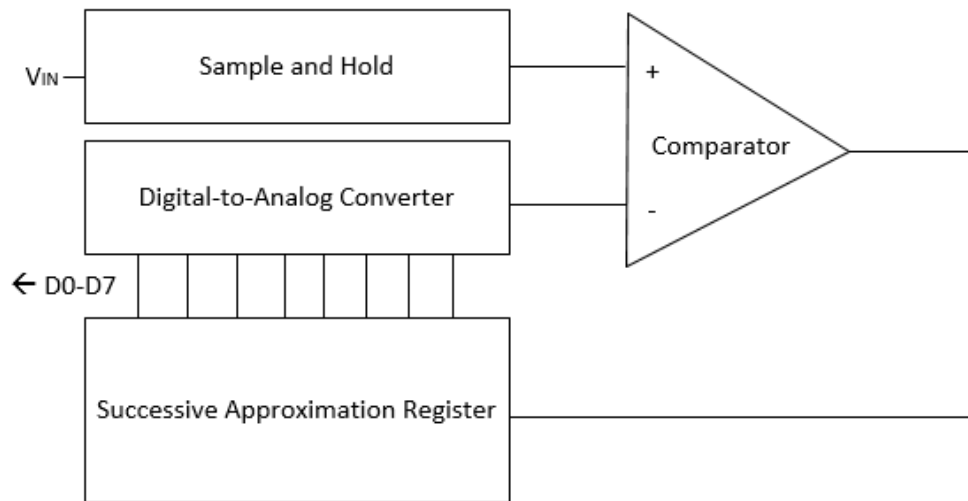 Sample and Hold
VIN
+
Comparator
Digital-to-Analog Converter
-
← D0-D7
Successive Approximation Register